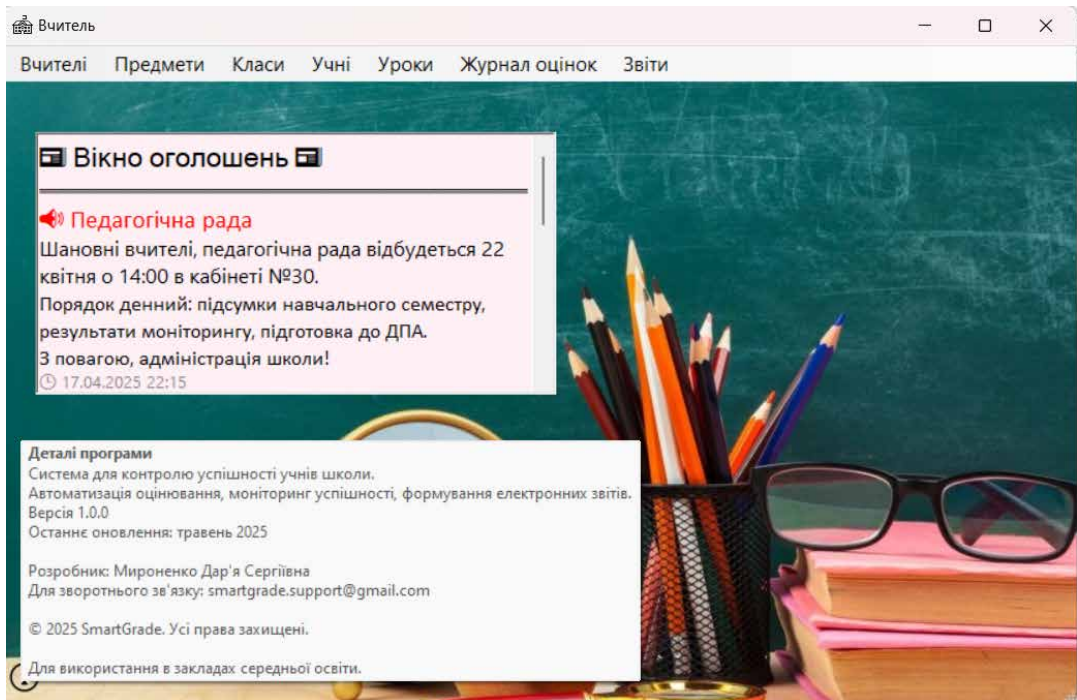 Вчитель
Вчителі Предмети Класи Учні Уроки Журнал оцінок Звіти
Вікно оголошень
Педагогічна рада
Шановні вчителі, педагогічна рада відбудеться 22
квітня о 14:00 в кабінеті №30.
Порядок денний: підсумки навчального семестру,
результати моніторингу, підготовка до ДПА.
З повагою, адміністрація школи!
17.04.2025 22:15
Деталі програми
Система для контролю успішності учнів школи.
Автоматизація оцінювання, моніторинг успішності, формування електронних звітів.
Версія 1.0.0
Останнє оновлення: травень 2025
Розробник: Мироненко Дар'я Сергіївна
Для зворотнього зв'язку: smartgrade.support@gmail.com
© 2025 SmartGrade. Усі права захищені.
Для використання в закладах середньої освіти.